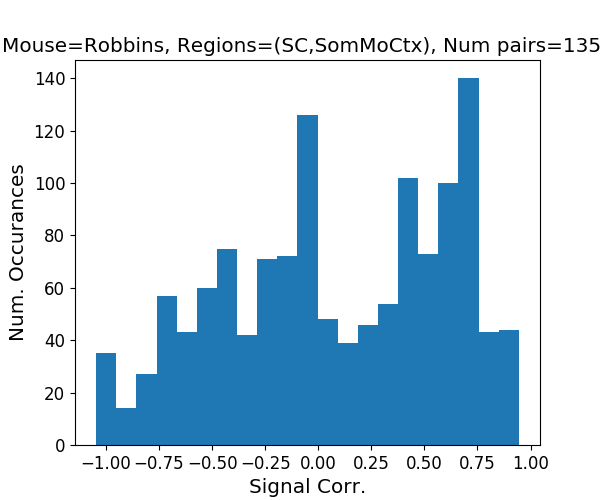 Mouse=Robbins, Regions=(SC,SomMoCtx), Num pairs=135
140
120
100
80
60
40
20
0
Num. Occurances
−1.00 −0.75 −0.50 −0.25 0.00 0.25 0.50 0.75 1.00
Signal Corr.